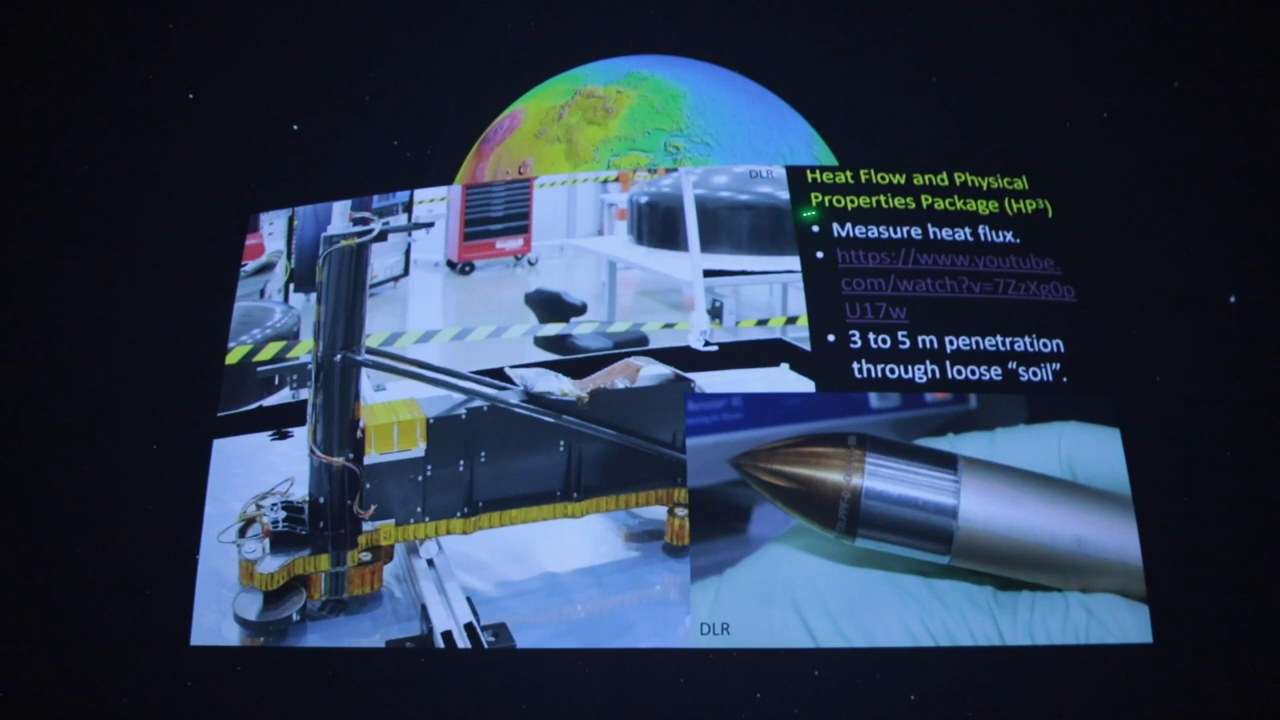 DLR
Heat Flow and Physical
Properties Package (HP³)
• Measure heat flux.
• https://www.youtube.
com/watch?v=7ZzXg0p
U17w
• 3 to 5 m penetration
through loose “soil”.
DLR